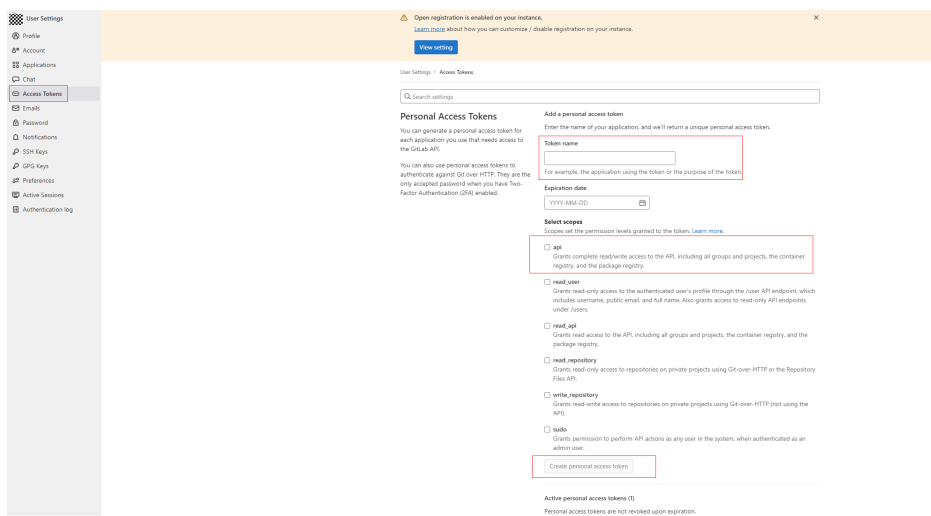 User Settings
Profile
Account
Applications
Chat
Access Tokens
Emails
Password
Notifications
SSH Keys
GPG Keys
Preferences
Active Sessions
Authentication log
Open registration is enabled on your instance.
Learn more about how you can customize / disable registration on your instance.
View setting
User Settings > Access Tokens
Search settings
Personal Access Tokens
You can generate a personal access token for
each application you use that needs access to
the GitLab API.
You can also use personal access tokens to
authenticate against Git over HTTP. They are the
only accepted password when you have Two-
Factor Authentication (2FA) enabled.
Add a personal access token
Enter the name of your application, and we'll return a unique personal access token.
Token name
For example, the application using the token or the purpose of the token.
Expiration date
YYYY-MM-DD
Select scopes
Scopes set the permission levels granted to the token. Learn more.
api
Grants complete read/write access to the API, including all groups and projects, the container
registry, and the package registry.
read_user
Grants read-only access to the authenticated user's profile through the /user API endpoint, which
includes username, public email, and full name. Also grants access to read-only API endpoints
under /users.
read_api
Grants read access to the API, including all groups and projects, the container registry, and the
package registry.
read_repository
Grants read-only access to repositories on private projects using Git-over-HTTP or the Repository
Files API.
write_repository
Grants read-write access to repositories on private projects using Git-over-HTTP (not using the
API).
sudo
Grants permission to perform API actions as any user in the system, when authenticated as an
admin user.
Create personal access token
Active personal access tokens (1)
Personal access tokens are not revoked upon expiration.